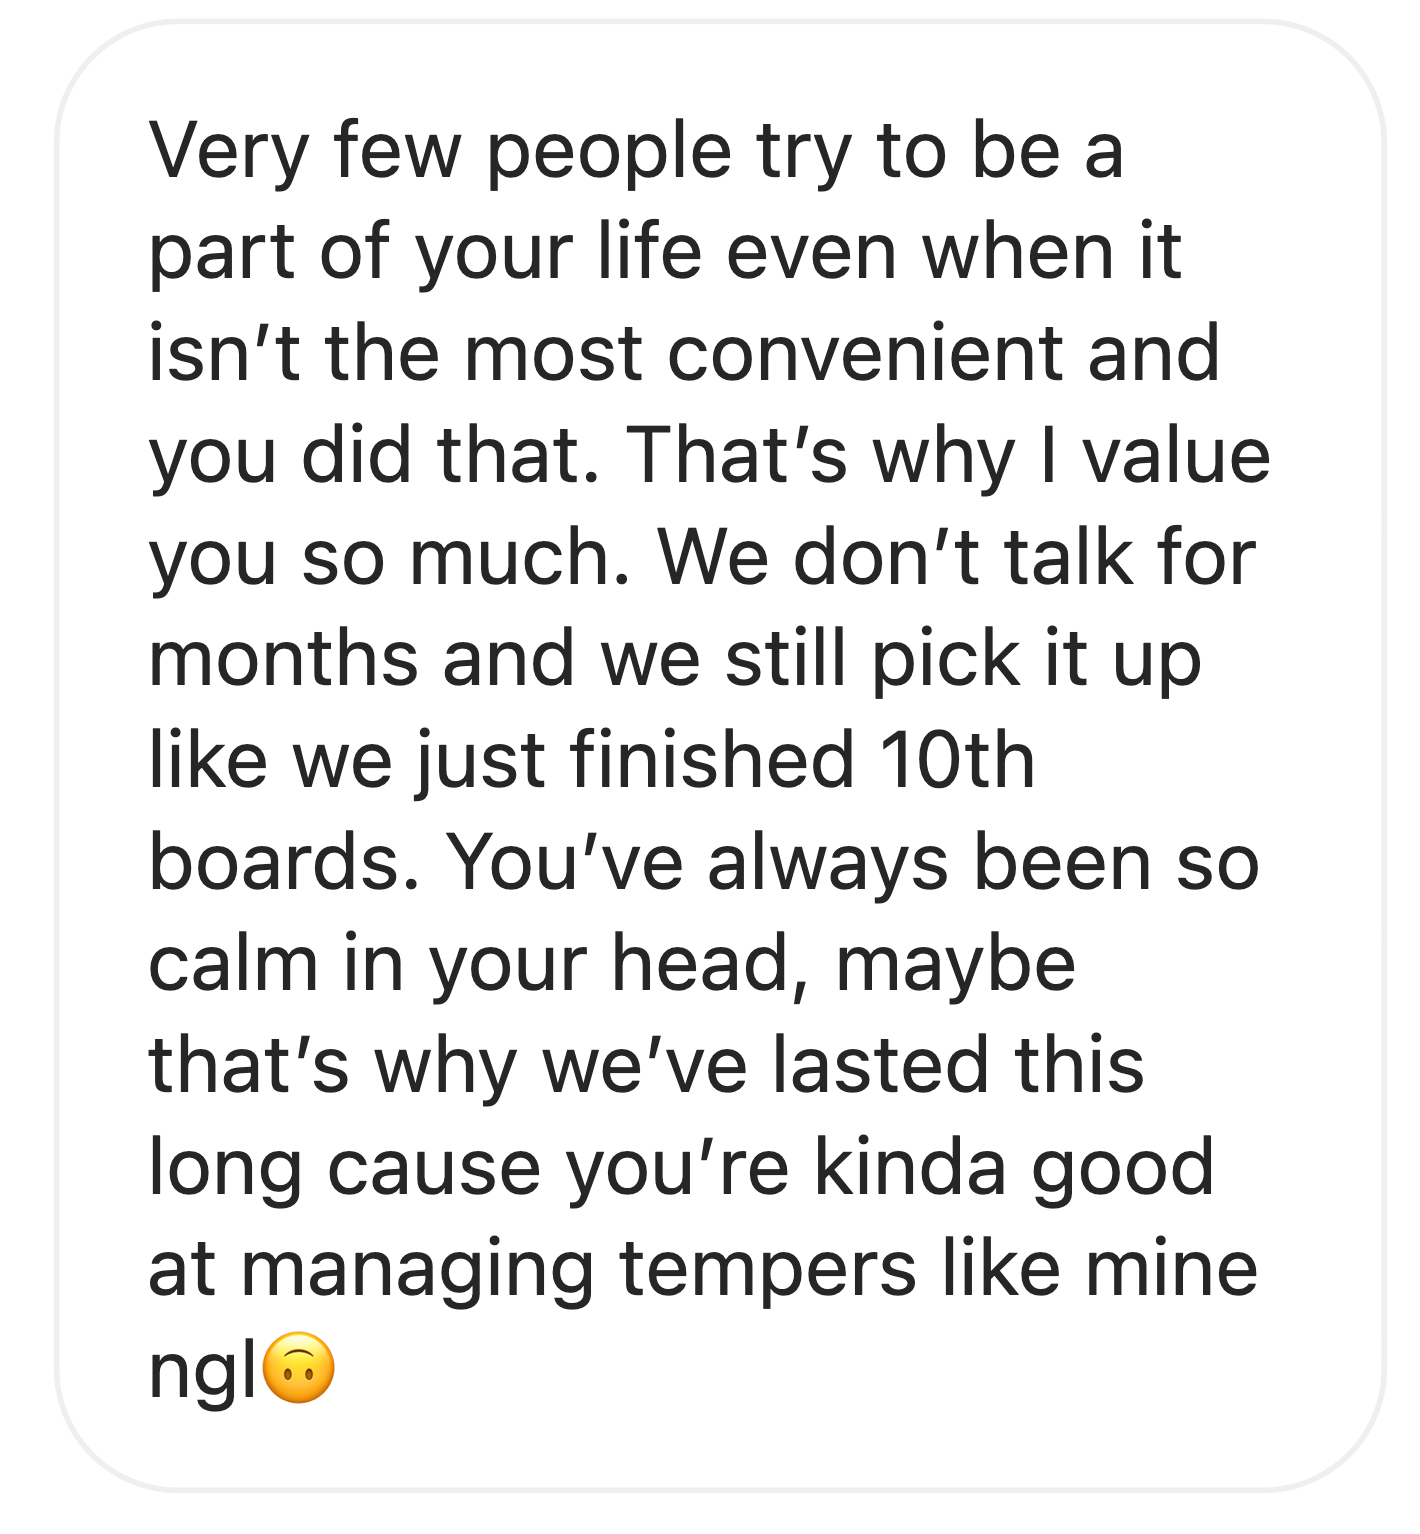 Very few people try to be a
part of your life even when it
isn’t the most convenient and
you did that. That’s why I value
you so much. We don’t talk for
months and we still pick it up
like we just finished 10th
boards. You’ve always been so
calm in your head, maybe
that’s why we’ve lasted this
long cause you’re kinda good
at managing tempers like mine
ngl🙃